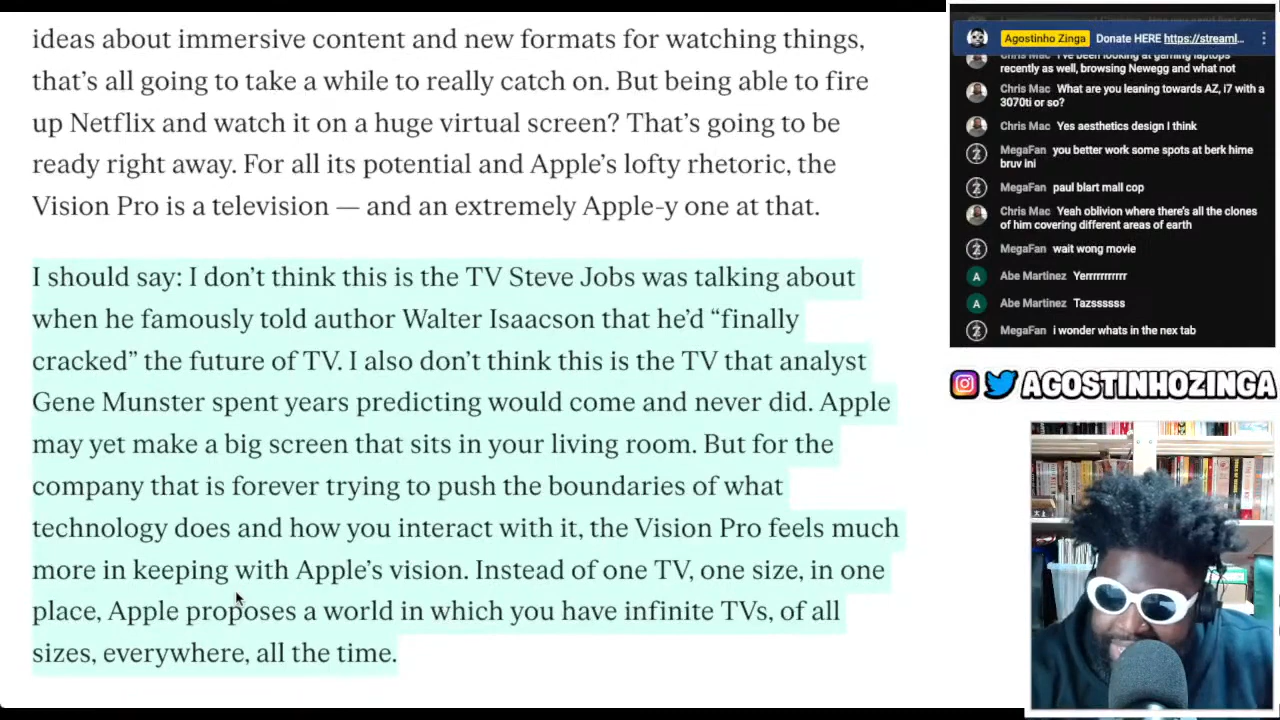 ideas about immersive content and new formats for watching things,
that’s all going to take a while to really catch on. But being able to fire
up Netflix and watch it on a huge virtual screen? That’s going to be
ready right away. For all its potential and Apple’s lofty rhetoric, the
Vision Pro is a television — and an extremely Apple-y one at that.
I should say: I don’t think this is the TV Steve Jobs was talking about
when he famously told author Walter Isaacson that he’d “finally
cracked” the future of TV. I also don’t think this is the TV that analyst
Gene Munster spent years predicting would come and never did. Apple
may yet make a big screen that sits in your living room. But for the
company that is forever trying to push the boundaries of what
technology does and how you interact with it, the Vision Pro feels much
more in keeping with Apple’s vision. Instead of one TV, one size, in one
place, Apple proposes a world in which you have infinite TVs, of all
sizes, everywhere, all the time.
Agostinho Zinga Donate HERE https://streaml...
Chris Mac I've been looking at gaming laptops
recently as well, browsing Newegg and what not
Chris Mac What are you leaning towards AZ, i7 with a
3070ti or so?
Chris Mac Yes aesthetics design I think
MegaFan you better work some spots at berk hime
bruv ini
MegaFan paul blart mall cop
Chris Mac Yeah oblivion where there's all the clones
of him covering different areas of earth
MegaFan wait wong movie
A Abe Martinez Yerrrrrrrrrrr
A Abe Martinez Tazssssss
MegaFan i wonder whats in the nex tab
AGOSTINHOZINGA